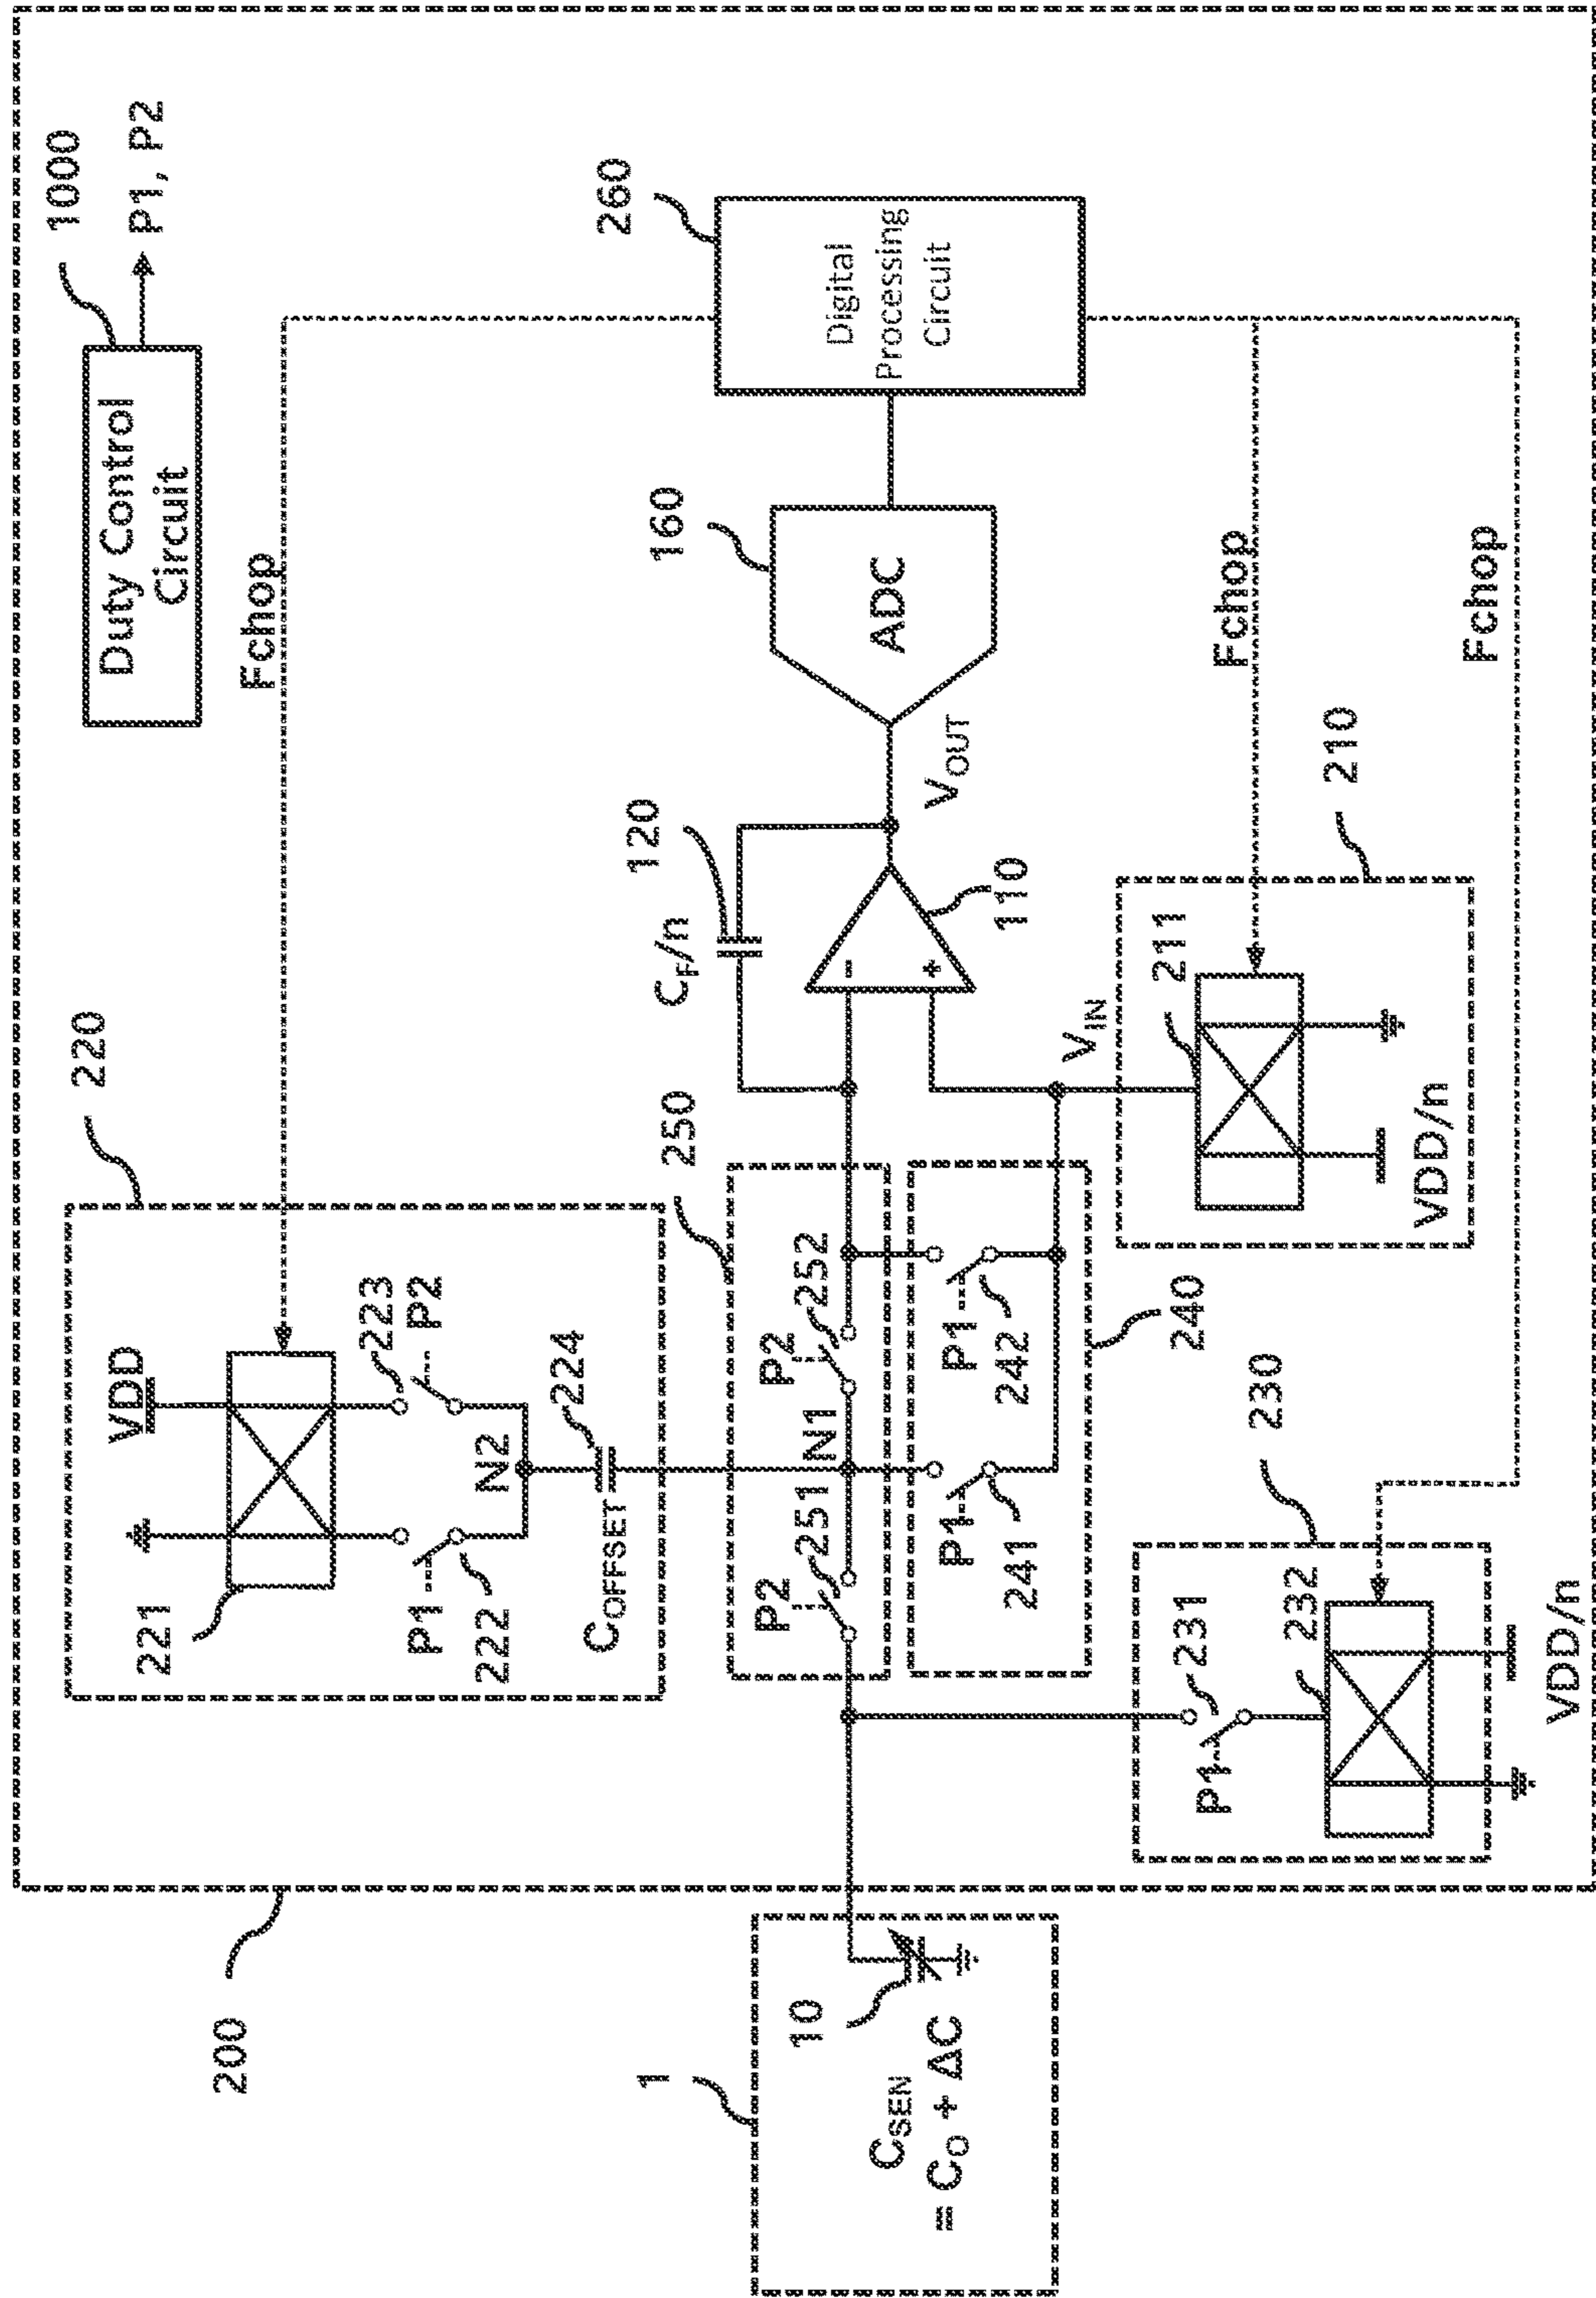 200
1000
Duty Control
Circuit
P1, P2
220
221
VDD
Fchop
P1
222
223
P2
N2
224
COFFSET
250
120
CF/n
160
260
1
10
CSEN
= CO + ΔC
P2
251
N1
P2
252
-
+
110
VOUT
ADC
Digital
Processing
Circuit
P1
241
P1
242
240
VIN
230
P1
231
232
VDD/n
211
VDD/n
210
Fchop
Fchop